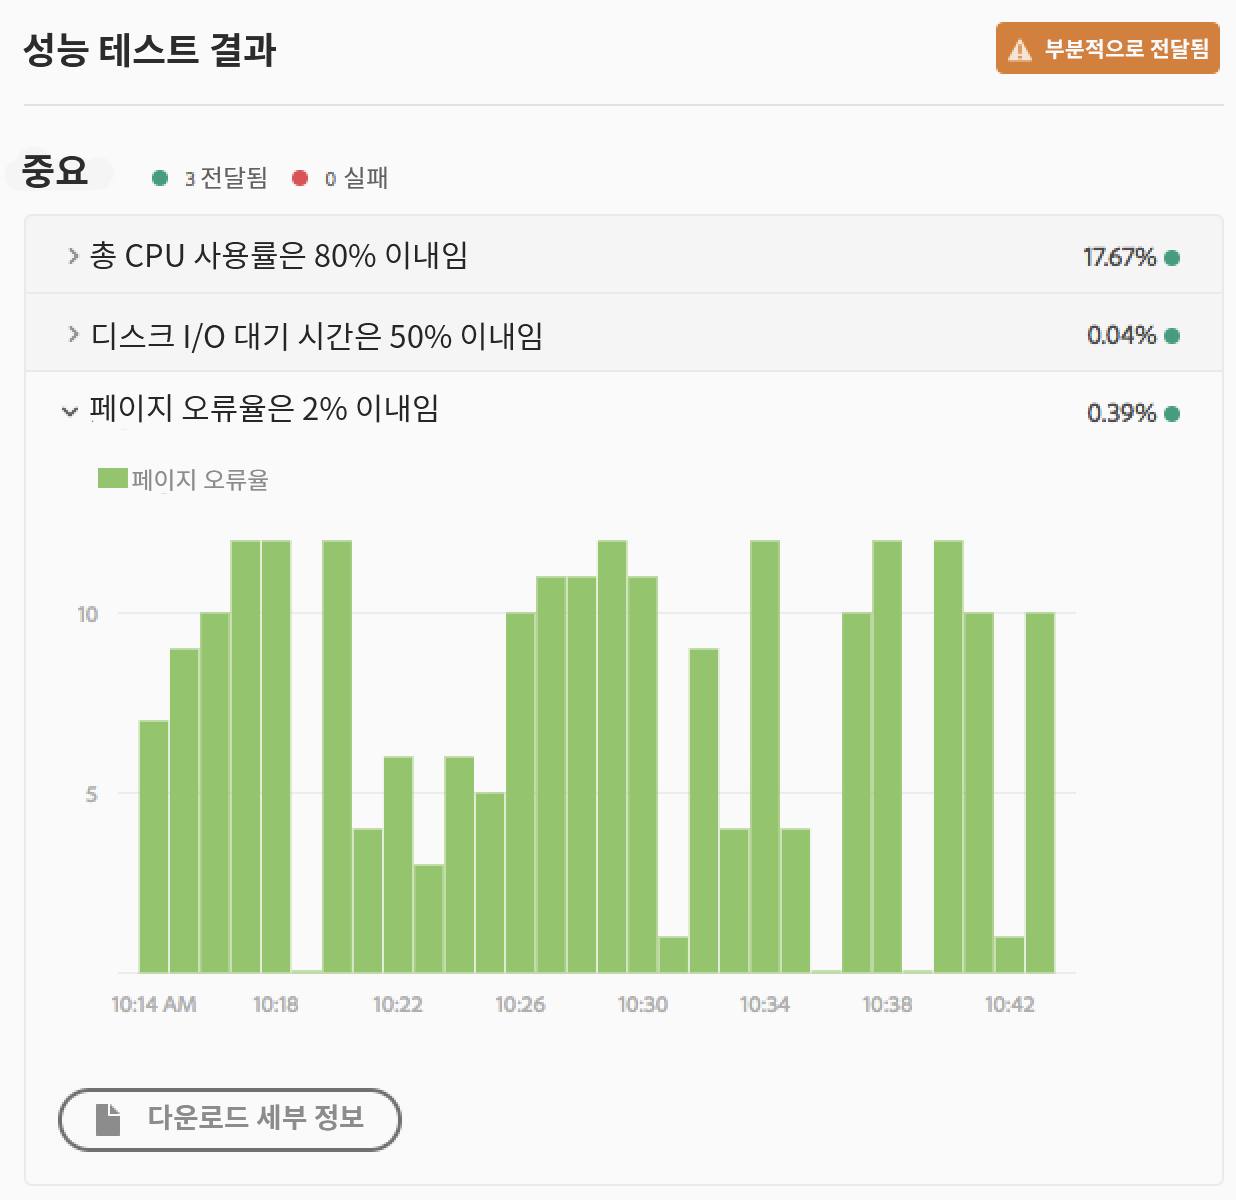 성능 테스트 결과
부분적으로 전달됨
중요
3 전달됨
0 실패
총 CPU 사용률은 80% 이내임
17.67%
디스크 I/O 대기 시간은 50% 이내임
0.04%
페이지 오류율은 2% 이내임
0.39%
페이지 오류율
10
5
10:14 AM 10:18 10:22 10:26 10:30 10:34 10:38 10:42
다운로드 세부 정보